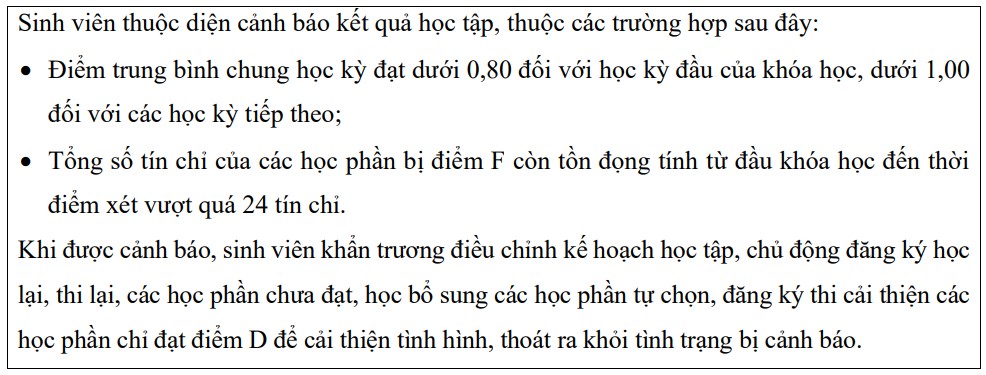 Sinh viên thuộc diện cảnh báo kết quả học tập, thuộc các trường hợp sau đây:
• Điểm trung bình chung học kỳ đạt dưới 0,80 đối với học kỳ đầu của khóa học, dưới 1,00
đối với các học kỳ tiếp theo;
• Tổng số tín chỉ của các học phần bị điểm F còn tồn đọng tính từ đầu khóa học đến thời
điểm xét vượt quá 24 tín chỉ.
Khi được cảnh báo, sinh viên khẩn trương điều chỉnh kế hoạch học tập, chủ động đăng ký học
lại, thi lại, các học phần chưa đạt, học bổ sung các học phần tự chọn, đăng ký thi cải thiện các
học phần chỉ đạt điểm D để cải thiện tình hình, thoát ra khỏi tình trạng bị cảnh báo.